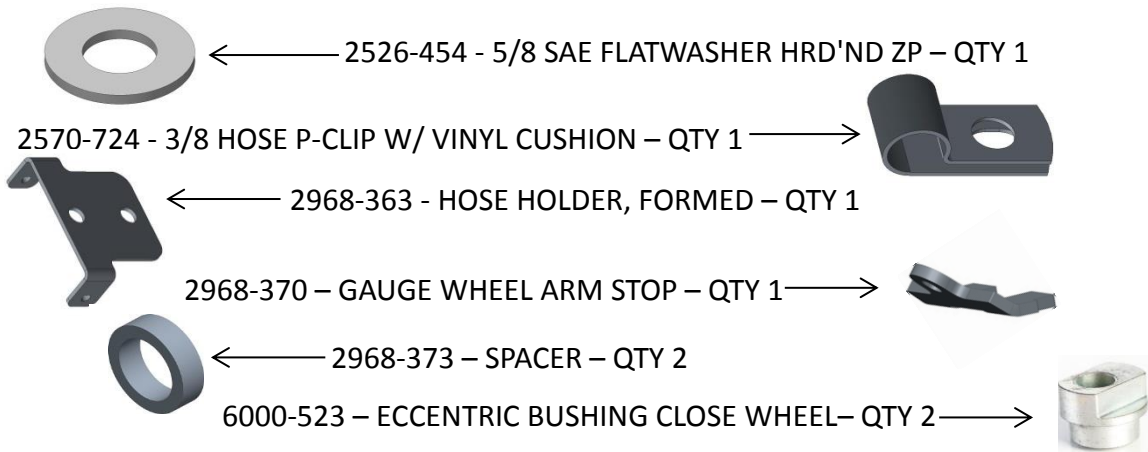 2526-454 - 5/8 SAE FLATWASHER HRD'ND ZP – QTY 1
2570-724 - 3/8 HOSE P-CLIP W/ VINYL CUSHION – QTY 1
2968-363 - HOSE HOLDER, FORMED – QTY 1
2968-370 – GAUGE WHEEL ARM STOP – QTY 1
2968-373 – SPACER – QTY 2
6000-523 – ECCENTRIC BUSHING CLOSE WHEEL– QTY 2